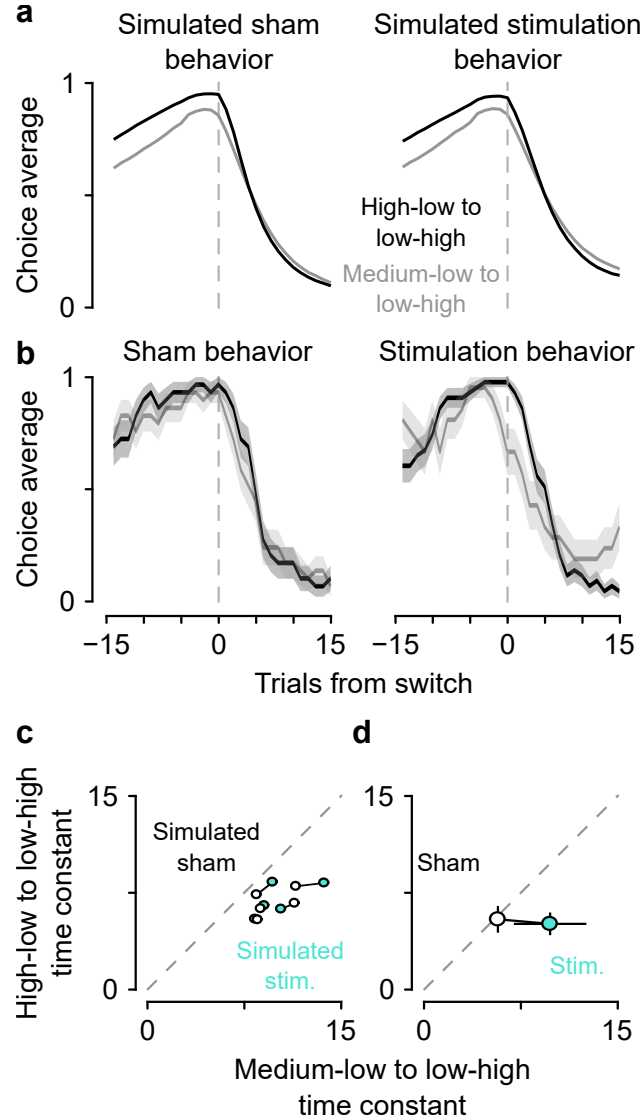 a
Simulated sham
behavior
Simulated stimulation
behavior
Choice average
1
0
High-low to
low-high
Medium-low to
low-high
b
Sham behavior
Stimulation behavior
Choice average
1
0
−15
0
15
−15
0
15
Trials from switch
c
d
High-low to low-high
time constant
15
0
Simulated
sham
Simulated
stim.
0
15
15
0
Sham
Stim.
0
15
Medium-low to low-high
time constant